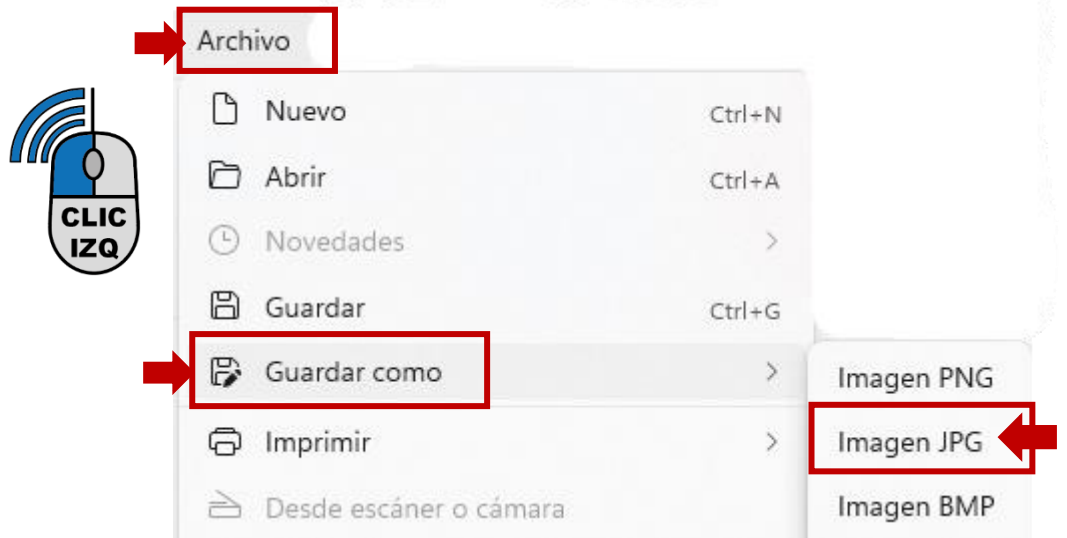 Archivo
Nuevo Ctrl+N
Abrir Ctrl+A
CLIC
IZQ
Novedades
Guardar Ctrl+G
Guardar como
Imagen PNG
Imprimir
Imagen JPG
Desde escáner o cámara
Imagen BMP